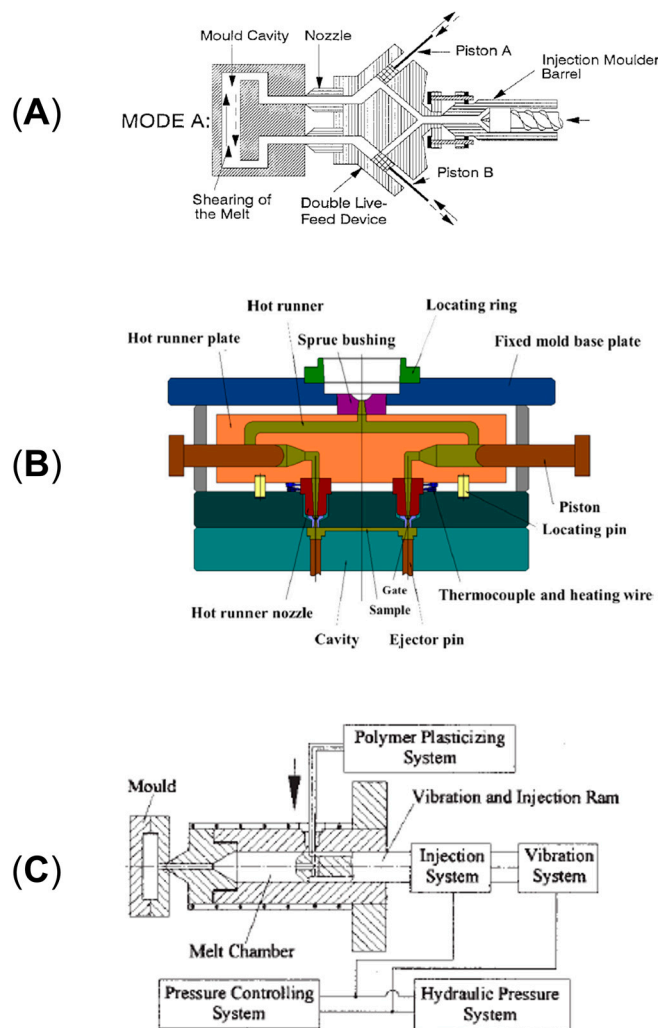 (A)
Mould Cavity
Nozzle
Piston A
Injection Moulder
Barrel
MODE A:
Shearing of
the Melt
Double Live-
Feed Device
Piston B
(B)
Hot runner
Locating ring
Hot runner plate
Sprue bushing
Fixed mold base plate
Piston
Locating pin
Gate
Thermocouple and heating wire
Hot runner nozzle
Sample
Cavity
Ejector pin
(C)
Polymer Plasticizing
System
Mould
Vibration and Injection Ram
Injection
System
Vibration
System
Melt Chamber
Pressure Controlling
System
Hydraulic Pressure
System